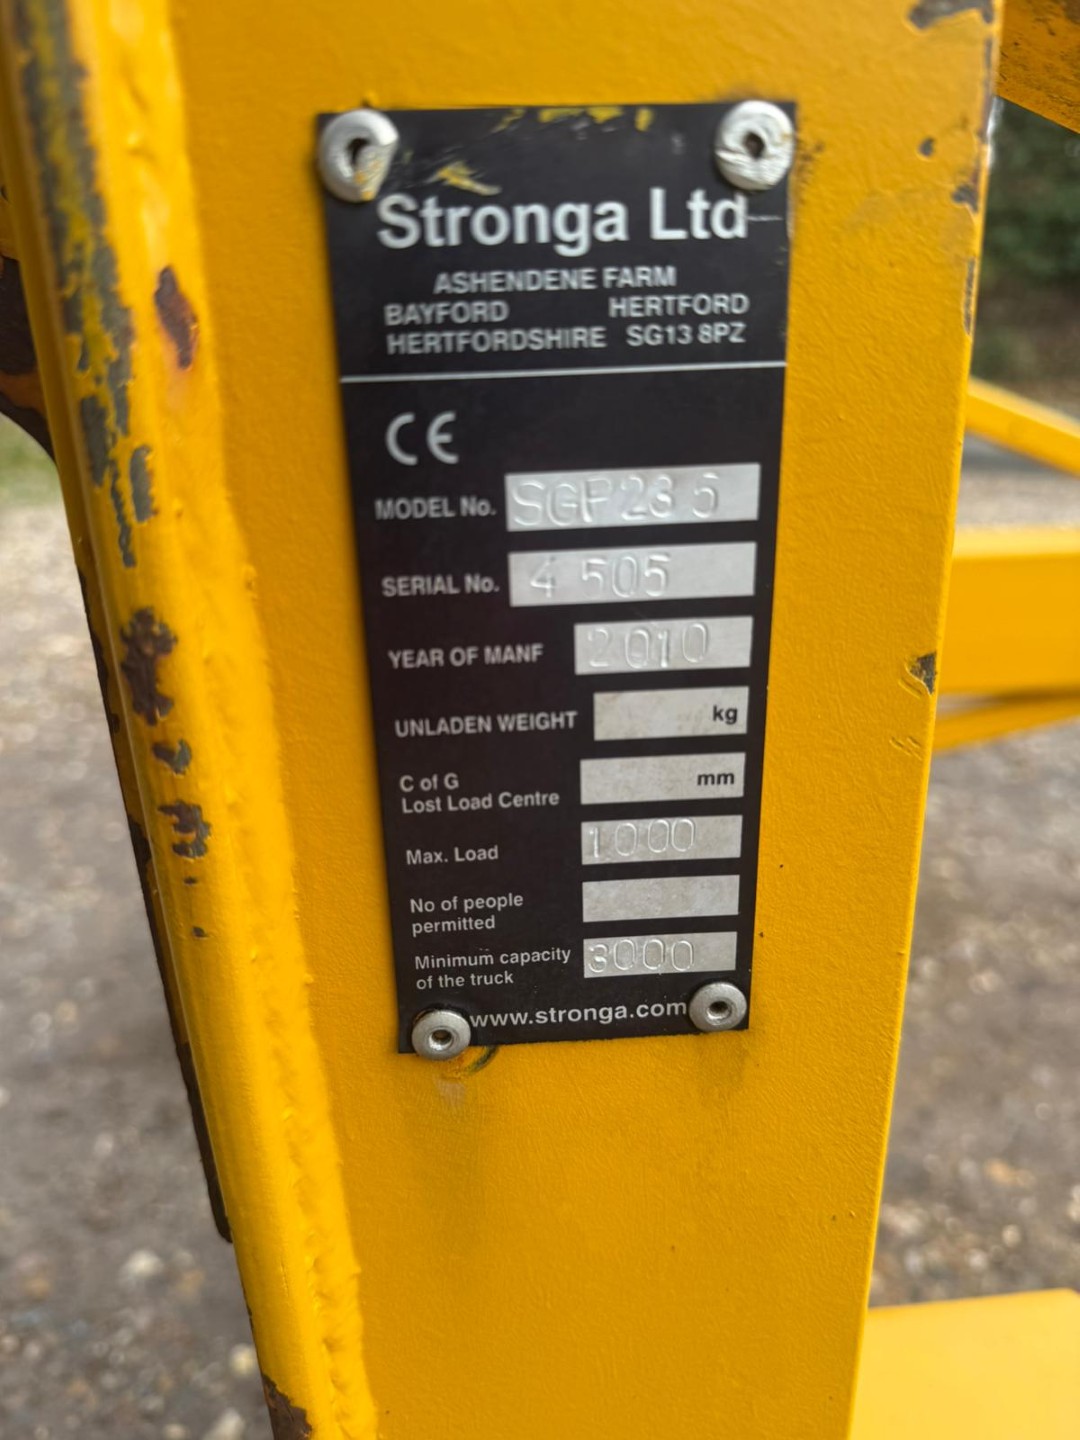 Stronga Ltd
ASHENDENE FARM
BAYFORD HERTFORD
HERTFORDSHIRE SG13 8PZ
CE
MODEL No. SGP23 5
SERIAL No. 4 505
YEAR OF MANF 2010
UNLADEN WEIGHT kg
C of G
Lost Load Centre mm
Max. Load 1000
No of people
permitted
Minimum capacity
of the truck 3000
www.stronga.com